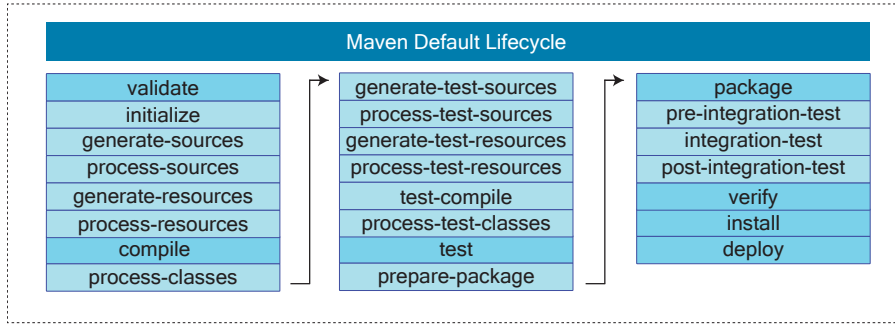 Maven Default Lifecycle
validate
initialize
generate-sources
process-sources
generate-resources
process-resources
compile
process-classes
generate-test-sources
process-test-sources
generate-test-resources
process-test-resources
test-compile
process-test-classes
test
prepare-package
package
pre-integration-test
integration-test
post-integration-test
verify
install
deploy